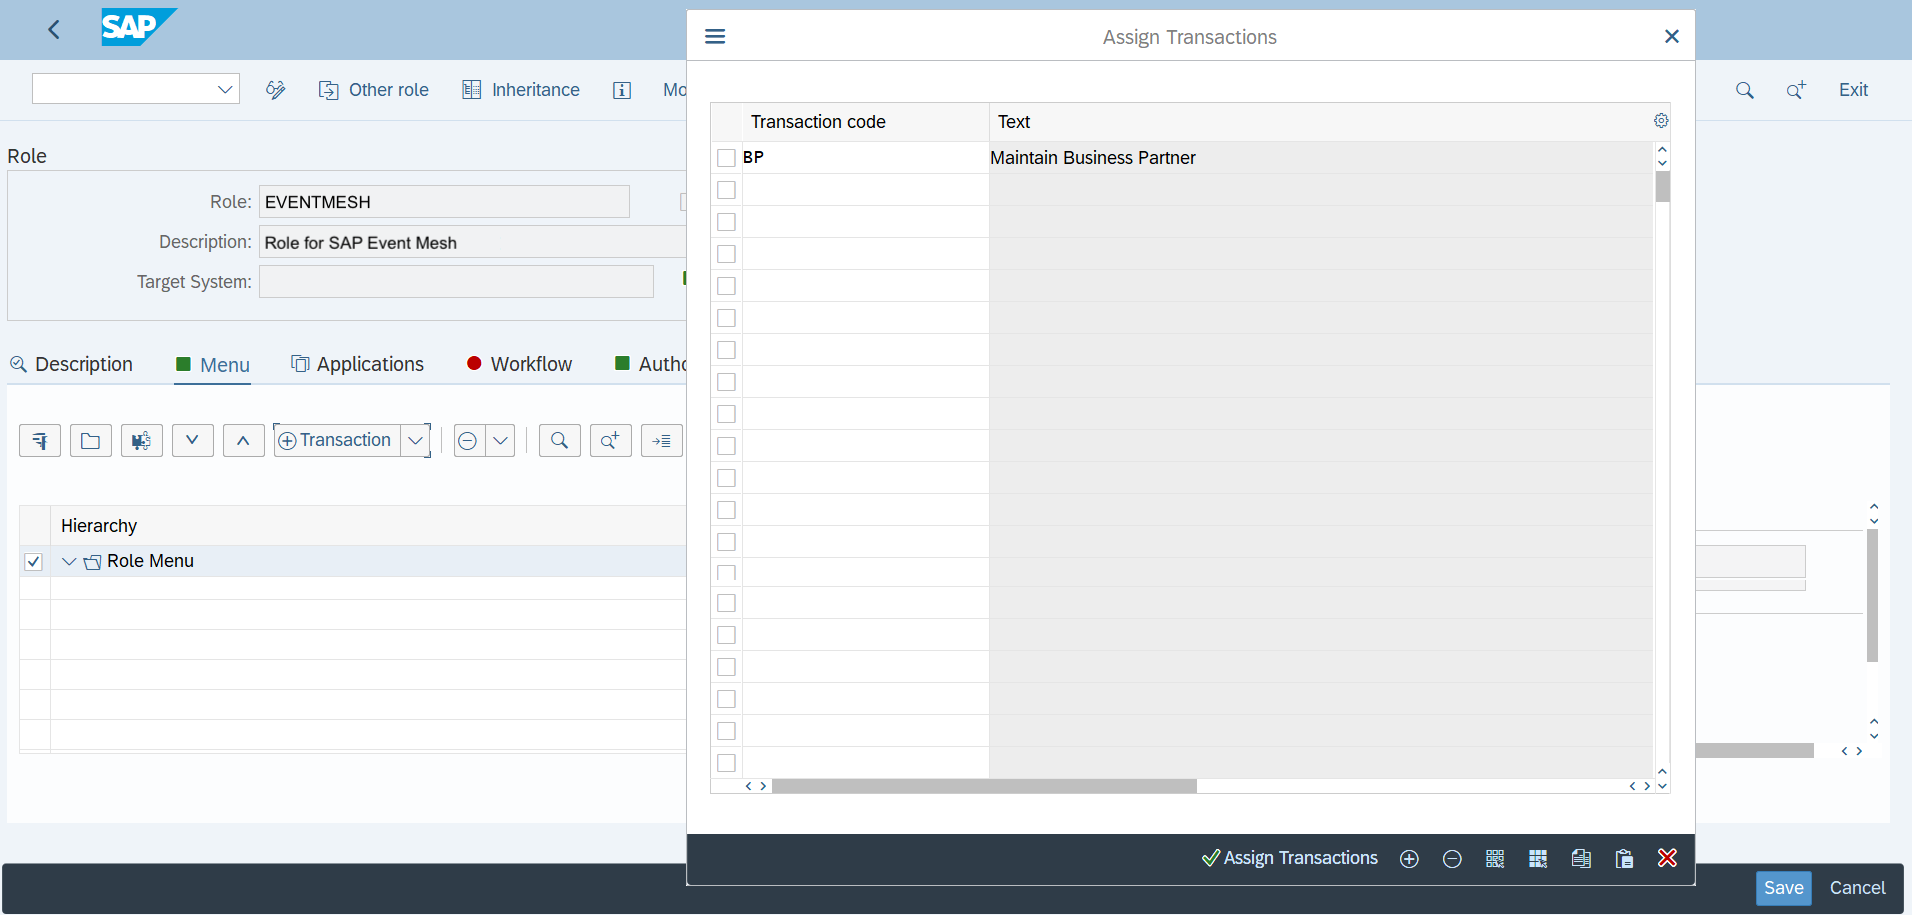 SAP
Assign Transactions
Other role
Inheritance
Mo
Exit
Transaction code
Text
BP
Maintain Business Partner
Role
Role:
EVENTMESH
Description:
Role for SAP Event Mesh
Target System:
Description
Menu
Applications
Workflow
Autho
Transaction
Hierarchy
Role Menu
Assign Transactions
Save
Cancel